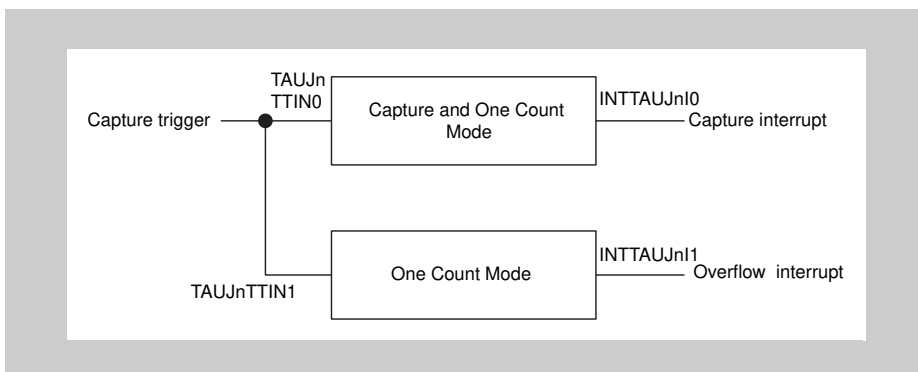 TAUJn
TTIN0
Capture trigger
Capture and One Count
Mode
INTTAUJnI0
Capture interrupt
TAUJnTTIN1
One Count Mode
INTTAUJnI1
Overflow interrupt